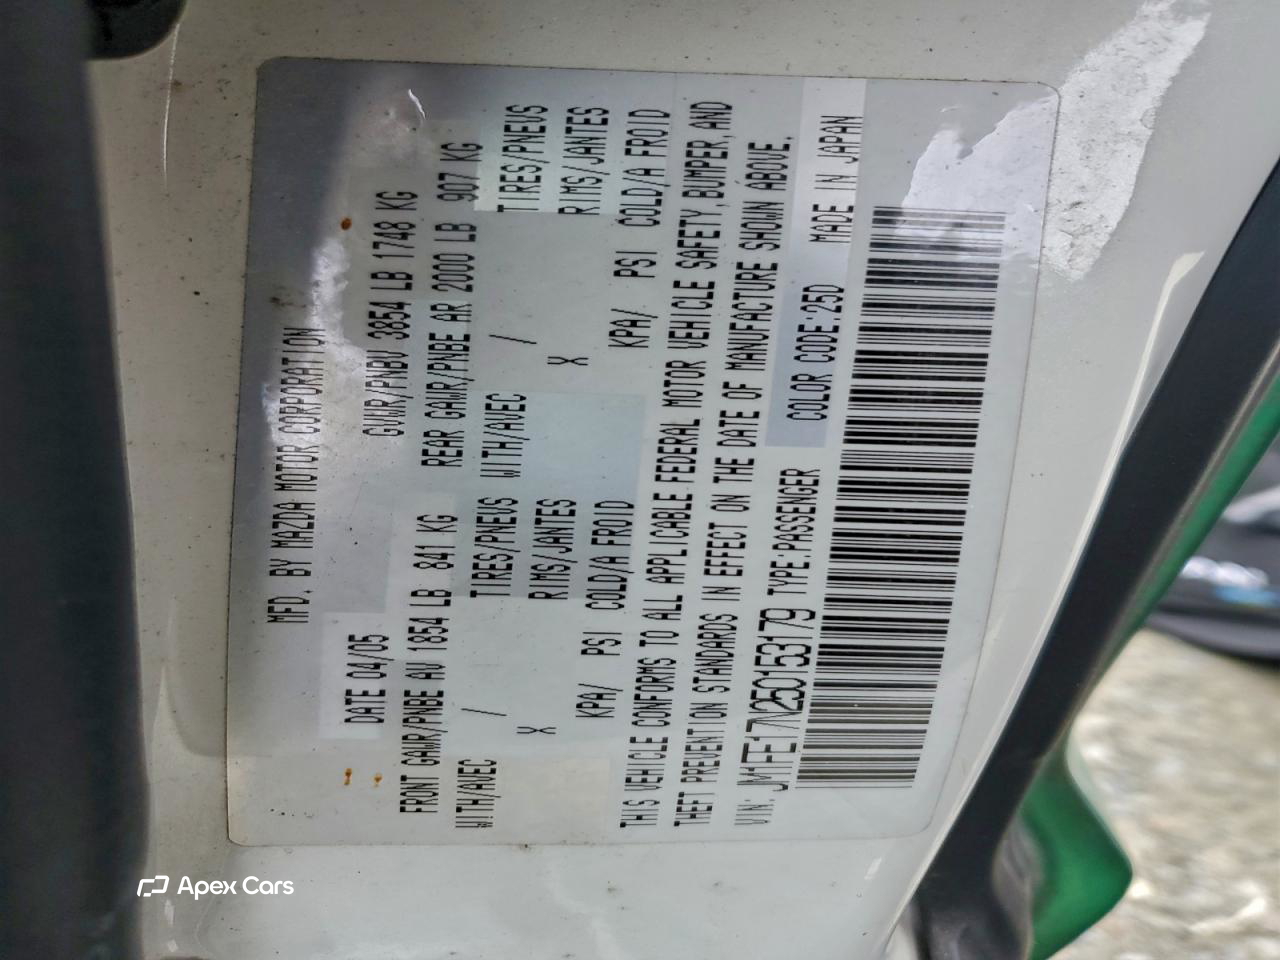 MFD. BY MAZDA MOTOR CORPORATION
DATE 04/05 GVWR/PNBV 3854 LB 1748 KG
FRONT GAWR/PNBE AV 1854 LB 841 KG REAR GAWR/PNBE AR 2000 LB 907 KG
WITH/AVEC / TIRES/PNEUS WITH/AVEC / TIRES/PNEUS
X RIMS/JANTES X RIMS/JANTES
KPA/ PSI COLD/A FROID KPA/ PSI COLD/A FROID
THIS VEHICLE CONFORMS TO ALL APPLICABLE FEDERAL MOTOR VEHICLE SAFETY,BUMPER,AND
THEFT PREVENTION STANDARDS IN EFFECT ON THE DATE OF MANUFACTURE SHOWN ABOVE.
VIN: JM1FE17N250153179 TYPE:PASSENGER COLOR CODE:25D MADE IN JAPAN
Apex Cars